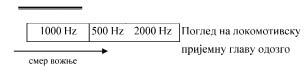 1000 Hz 500 Hz 2000 Hz Поглед на локомотивску
пријемну главу одозго
смер вожње